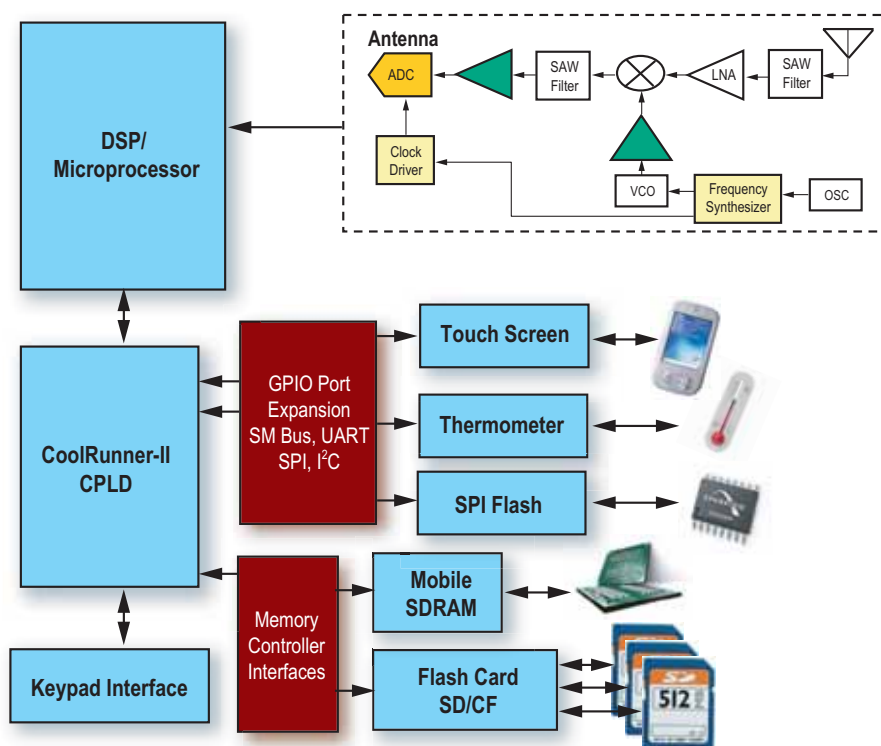 Antenna
ADC
SAW
Filter
LNA
SAW
Filter
Clock
Driver
VCO
Frequency
Synthesizer
OSC
DSP/
Microprocessor
CoolRunner-II
CPLD
Keypad Interface
GPIO Port
Expansion
SM Bus, UART
SPI, I²C
Touch Screen
Thermometer
SPI Flash
Memory
Controller
Interfaces
Mobile
SDRAM
Flash Card
SD/CF
512